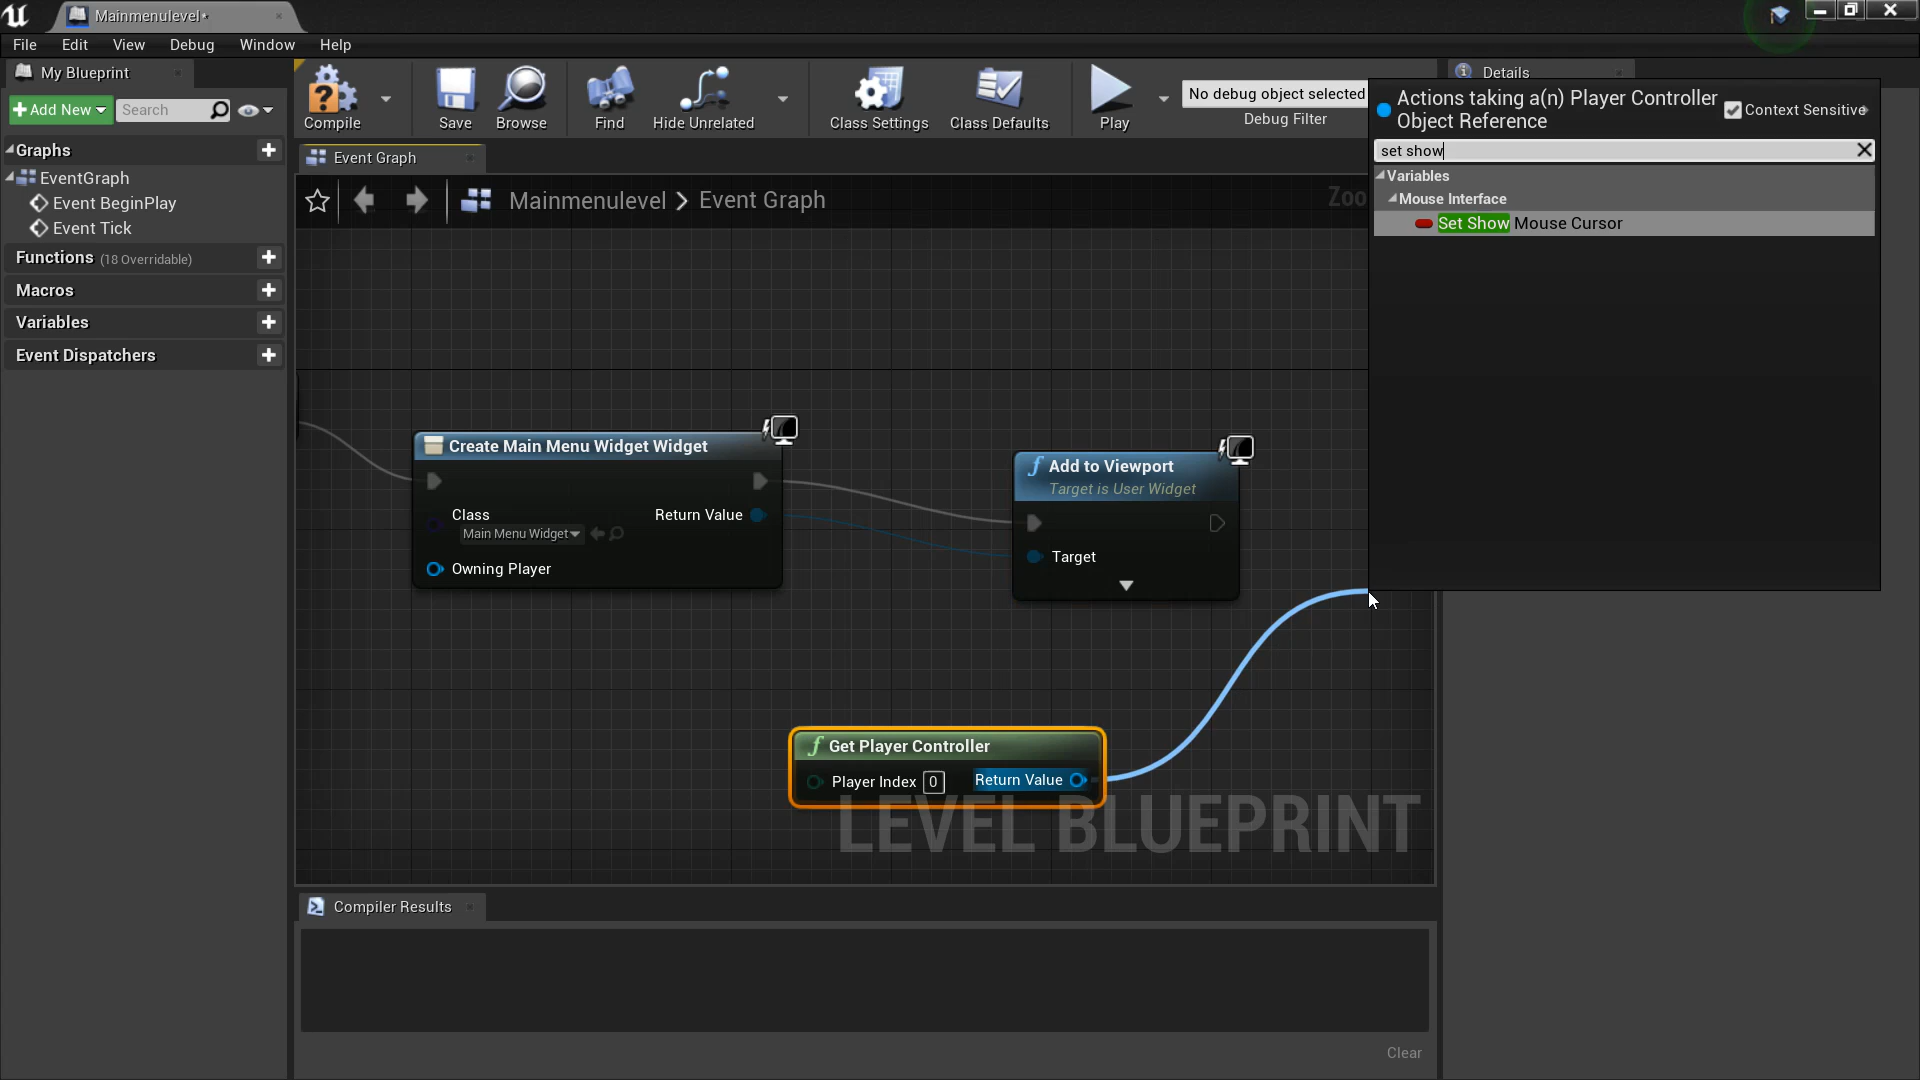 Mainmenulevel*
File Edit View Debug Window Help
My Blueprint
Add New
Search
Graphs
EventGraph
Event BeginPlay
Event Tick
Functions (18 Overridable)
Macros
Variables
Event Dispatchers
Compile
Save
Browse
Find
Hide Unrelated
Class Settings
Class Defaults
Play
No debug object selected
Debug Filter
Event Graph
Mainmenulevel > Event Graph
Zoo
Create Main Menu Widget Widget
Class
Main Menu Widget
Return Value
Owning Player
Add to Viewport
Target is User Widget
Target
Get Player Controller
Player Index 0
Return Value
LEVEL BLUEPRINT
Compiler Results
Clear
Details
Actions taking a(n) Player Controller
Object Reference
Context Sensitive
set show
Variables
Mouse Interface
Set Show Mouse Cursor